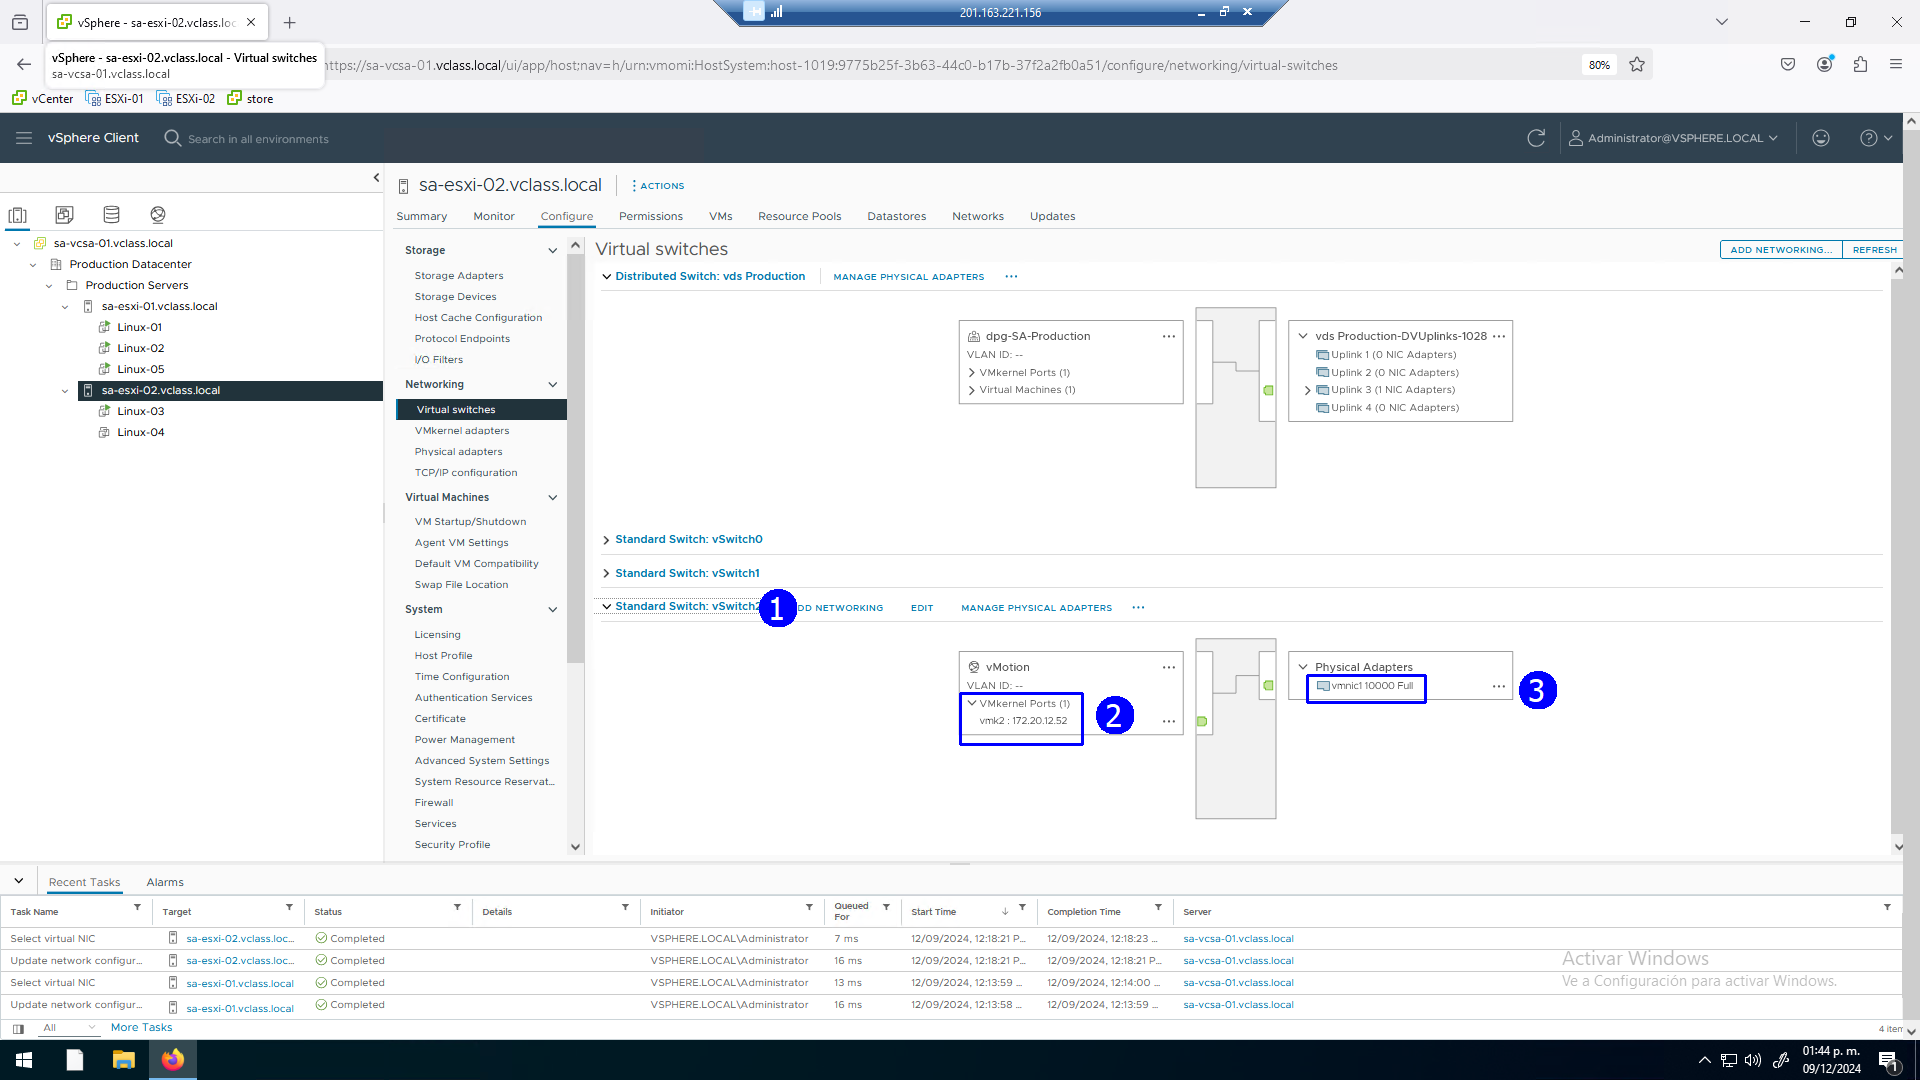 vSphere - sa-esxi-02.vclass.loc
201.163.221.156
vSphere - sa-esxi-02.vclass.local - Virtual switches
sa-vcsa-01.vclass.local
ttps://sa-vcsa-01.vclass.local/ui/app/host;nav=h/urn:vmomi:HostSystem:host-1019:9775b25f-3b63-44c0-b17b-37f2a2fb0a51/configure/networking/virtual-switches
80%
vCenter ESXi-01 ESXi-02 store
vSphere Client
Search in all environments
Administrator@VSPHERE.LOCAL
sa-vcsa-01.vclass.local
Production Datacenter
Production Servers
sa-esxi-01.vclass.local
Linux-01
Linux-02
Linux-05
sa-esxi-02.vclass.local
Linux-03
Linux-04
sa-esxi-02.vclass.local
ACTIONS
Summary Monitor Configure Permissions VMs Resource Pools Datastores Networks Updates
Storage
Storage Adapters
Storage Devices
Host Cache Configuration
Protocol Endpoints
I/O Filters
Networking
Virtual switches
VMkernel adapters
Physical adapters
TCP/IP configuration
Virtual Machines
VM Startup/Shutdown
Agent VM Settings
Default VM Compatibility
Swap File Location
System
Licensing
Host Profile
Time Configuration
Authentication Services
Certificate
Power Management
Advanced System Settings
System Resource Reservat...
Firewall
Services
Security Profile
Virtual switches
ADD NETWORKING... REFRESH
Distributed Switch: vds Production MANAGE PHYSICAL ADAPTERS ...
dpg-SA-Production ...
VLAN ID: --
VMkernel Ports (1)
Virtual Machines (1)
vds Production-DVUplinks-1028 ...
Uplink 1 (0 NIC Adapters)
Uplink 2 (0 NIC Adapters)
Uplink 3 (1 NIC Adapters)
Uplink 4 (0 NIC Adapters)
Standard Switch: vSwitch0
Standard Switch: vSwitch1
Standard Switch: vSwitch2 1 DD NETWORKING EDIT MANAGE PHYSICAL ADAPTERS ...
vMotion ...
VLAN ID: --
VMkernel Ports (1)
vmk2 : 172.20.12.52 ...
2
Physical Adapters
vmnic1 10000 Full ...
3
Recent Tasks Alarms
Task Name Target Status Details Initiator Queued For Start Time Completion Time Server
Select virtual NIC sa-esxi-02.vclass.loc... Completed VSPHERE.LOCAL\Administrator 7 ms 12/09/2024, 12:18:21 P... 12/09/2024, 12:18:23 ... sa-vcsa-01.vclass.local
Update network configur... sa-esxi-02.vclass.loc... Completed VSPHERE.LOCAL\Administrator 16 ms 12/09/2024, 12:18:21 P... 12/09/2024, 12:18:21 P... sa-vcsa-01.vclass.local
Select virtual NIC sa-esxi-01.vclass.local Completed VSPHERE.LOCAL\Administrator 13 ms 12/09/2024, 12:13:59 ... 12/09/2024, 12:14:00 ... sa-vcsa-01.vclass.local
Update network configur... sa-esxi-01.vclass.local Completed VSPHERE.LOCAL\Administrator 16 ms 12/09/2024, 12:13:58 ... 12/09/2024, 12:13:59 ... sa-vcsa-01.vclass.local
Activar Windows
Ve a Configuración para activar Windows.
All More Tasks
4 item
01:44 p. m.
09/12/2024
1